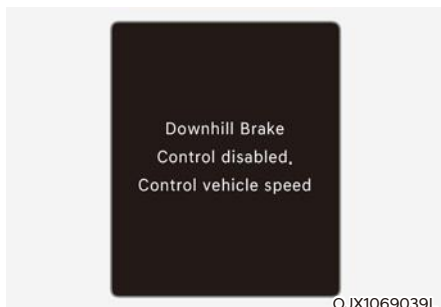 Downhill Brake
Control disabled.
Control vehicle speed
OJX1069039L